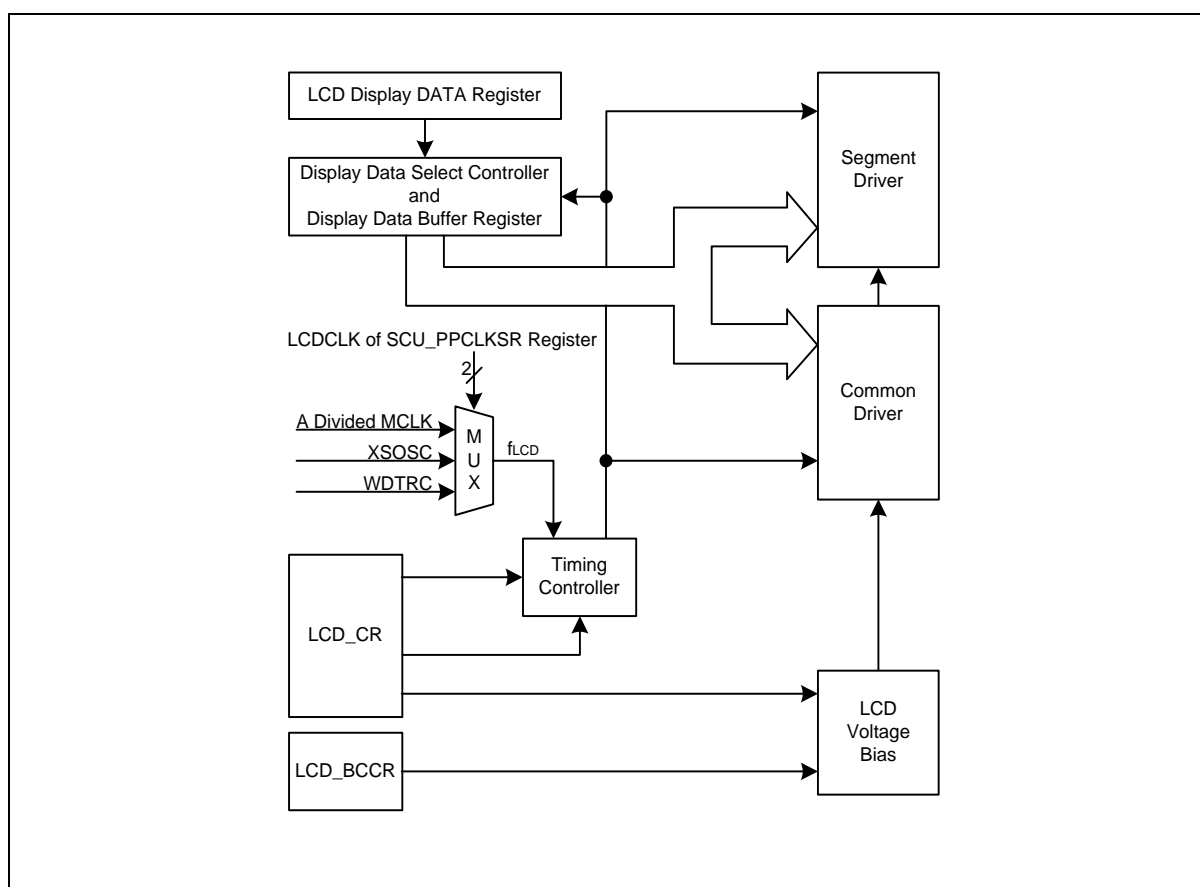 LCD Display DATA Register
Display Data Select Controller
and
Display Data Buffer Register
Segment
Driver
LCDCLK of SCU_PPCLKSR Register
2
A Divided MCLK
XSOSC
WDTRC
M
U
X
fLCD
Common
Driver
Timing
Controller
LCD_CR
LCD
Voltage
Bias
LCD_BCCR